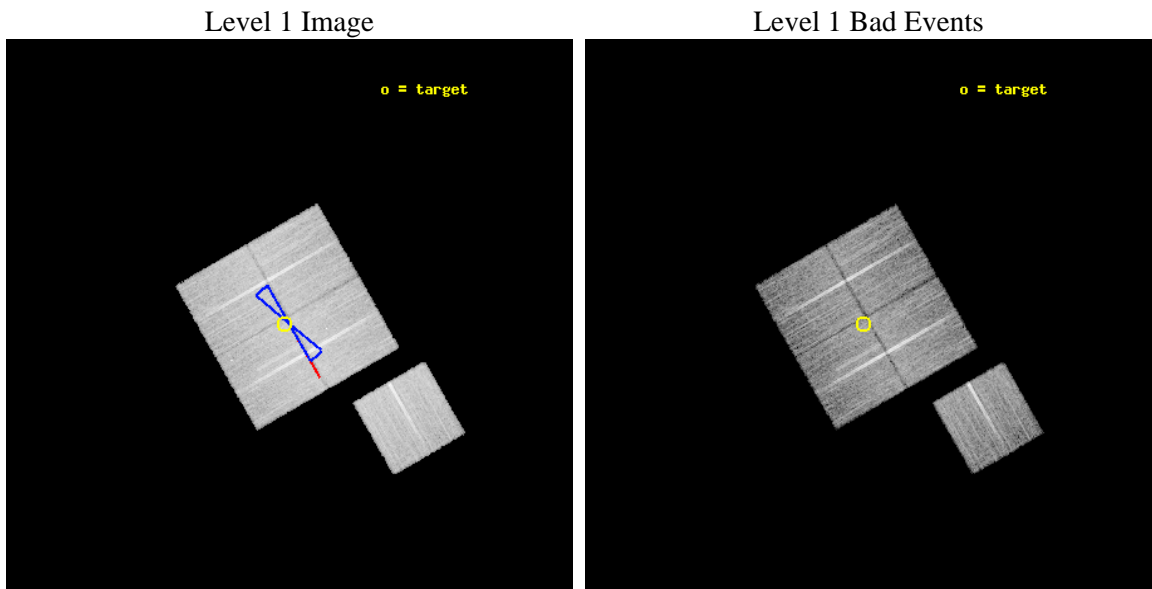 Level 1 Image
Level 1 Bad Events
o = target
o = target